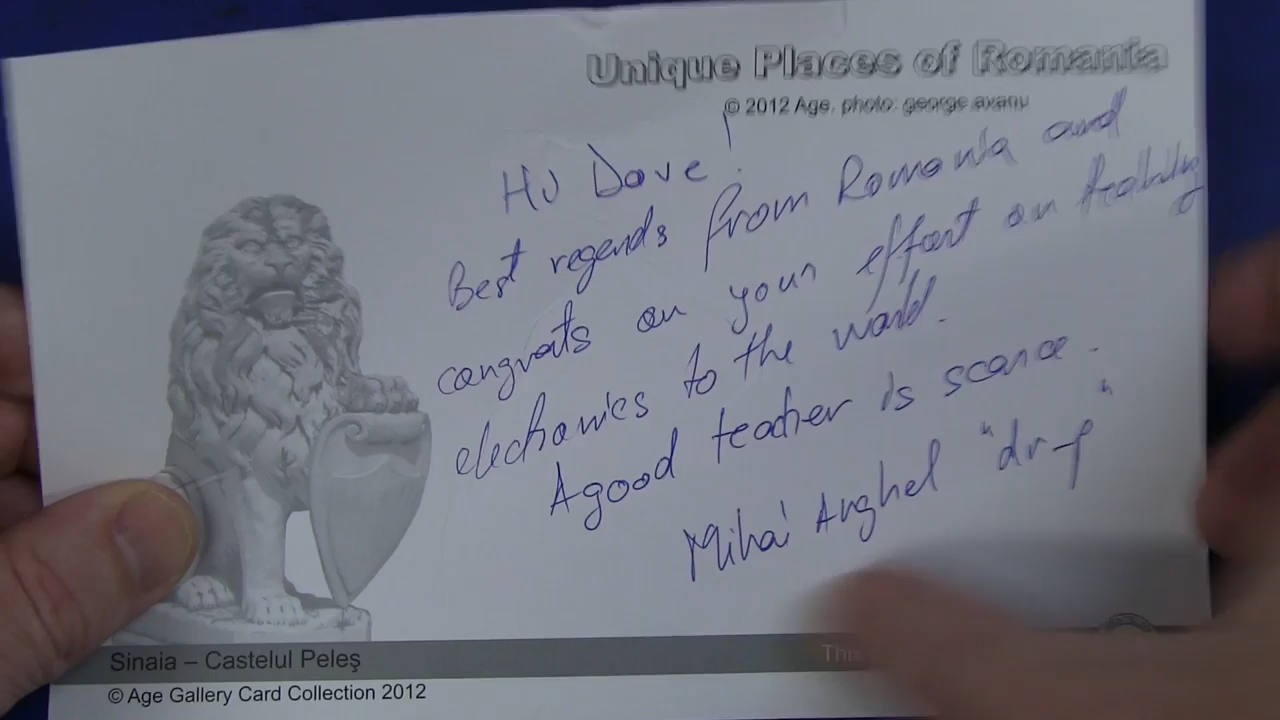 Unique Places of Romania
© 2012 Age, photo: george avanu
Hi Dave!
Best regards from Romania and
congrats on your effort on teaching
electronics to the world.
A good teacher is scarce.
Mihai Anghel "dr-p"
Sinaia – Castelul Peleş
© Age Gallery Card Collection 2012